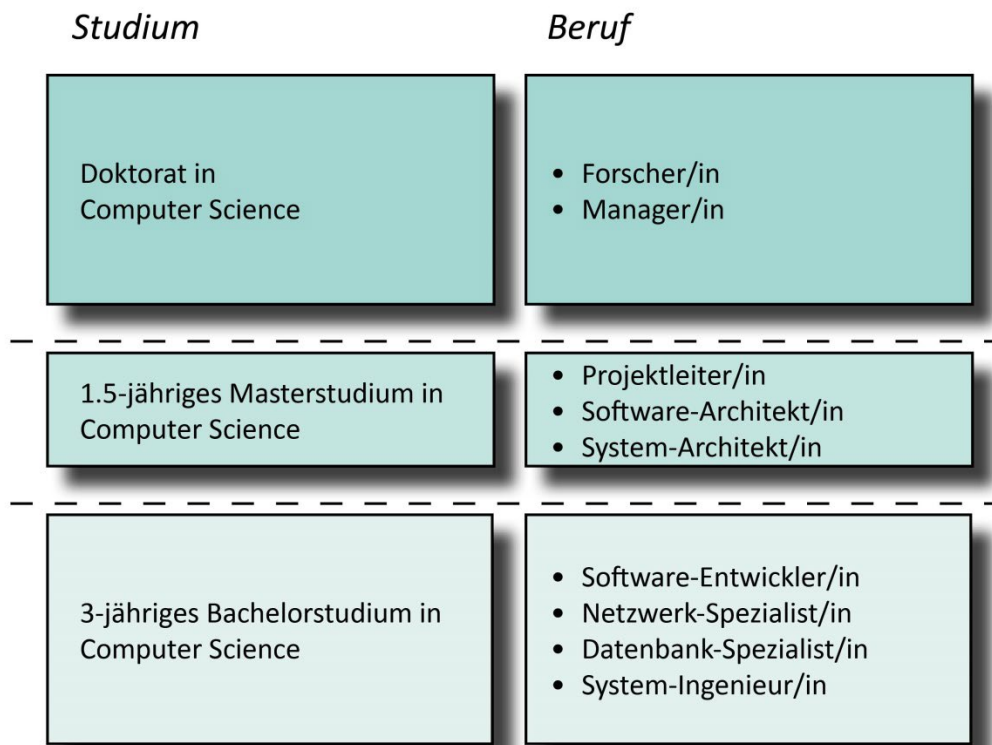 Studium
Beruf
Doktorat in
Computer Science
• Forscher/in
• Manager/in
1.5-jähriges Masterstudium in
Computer Science
• Projektleiter/in
• Software-Architekt/in
• System-Architekt/in
3-jähriges Bachelorstudium in
Computer Science
• Software-Entwickler/in
• Netzwerk-Spezialist/in
• Datenbank-Spezialist/in
• System-Ingenieur/in